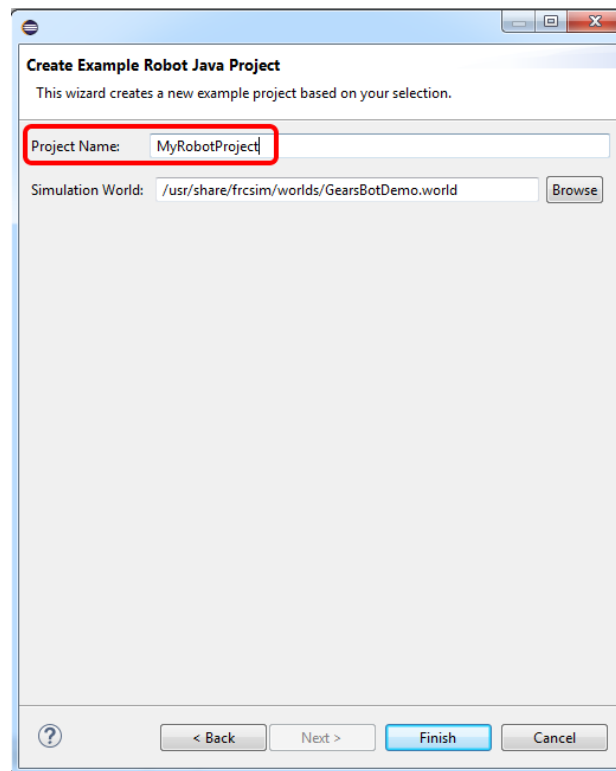 Create Example Robot Java Project
This wizard creates a new example project based on your selection.
Project Name: MyRobotProject
Simulation World: /usr/share/frcsim/worlds/GearsBotDemo.world Browse
? < Back Next > Finish Cancel